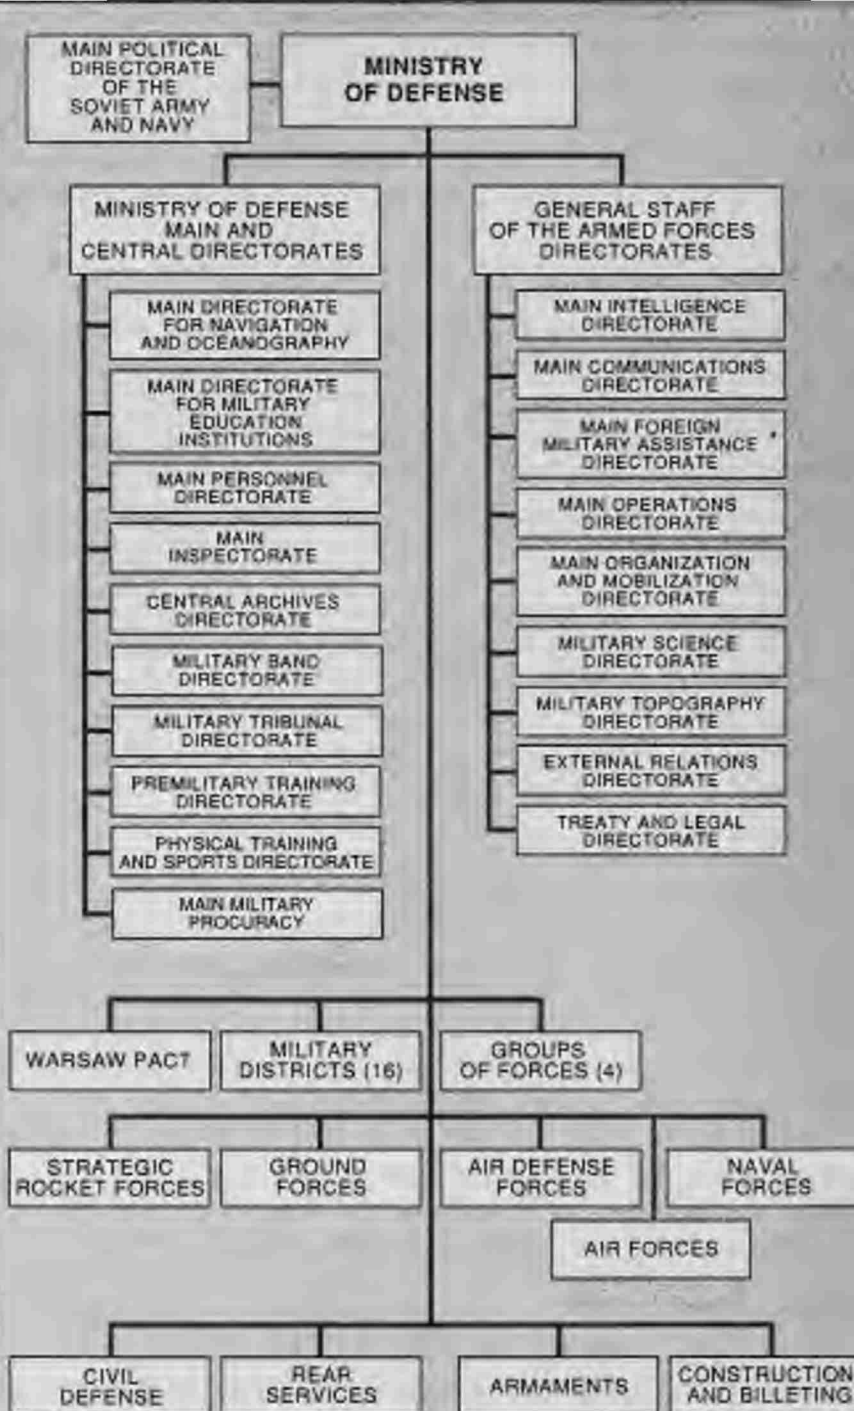 MAIN POLITICAL
DIRECTORATE
OF THE
SOVIET ARMY
AND NAVY
MINISTRY
OF DEFENSE
MINISTRY OF DEFENSE
MAIN AND
CENTRAL DIRECTORATES
MAIN DIRECTORATE
FOR NAVIGATION
AND OCEANOGRAPHY
MAIN DIRECTORATE
FOR MILITARY
EDUCATION
INSTITUTIONS
MAIN PERSONNEL
DIRECTORATE
MAIN
INSPECTORATE
CENTRAL ARCHIVES
DIRECTORATE
MILITARY BAND
DIRECTORATE
MILITARY TRIBUNAL
DIRECTORATE
PREMILITARY TRAINING
DIRECTORATE
PHYSICAL TRAINING
AND SPORTS DIRECTORATE
MAIN MILITARY
PROCURACY
GENERAL STAFF
OF THE ARMED FORCES
DIRECTORATES
MAIN INTELLIGENCE
DIRECTORATE
MAIN COMMUNICATIONS
DIRECTORATE
MAIN FOREIGN
MILITARY ASSISTANCE *
DIRECTORATE
MAIN OPERATIONS
DIRECTORATE
MAIN ORGANIZATION
AND MOBILIZATION
DIRECTORATE
MILITARY SCIENCE
DIRECTORATE
MILITARY TOPOGRAPHY
DIRECTORATE
EXTERNAL RELATIONS
DIRECTORATE
TREATY AND LEGAL
DIRECTORATE
WARSAW PACT
MILITARY
DISTRICTS (16)
GROUPS
OF FORCES (4)
STRATEGIC
ROCKET FORCES
GROUND
FORCES
AIR DEFENSE
FORCES
NAVAL
FORCES
AIR FORCES
CIVIL
DEFENSE
REAR
SERVICES
ARMAMENTS
CONSTRUCTION
AND BILLETING